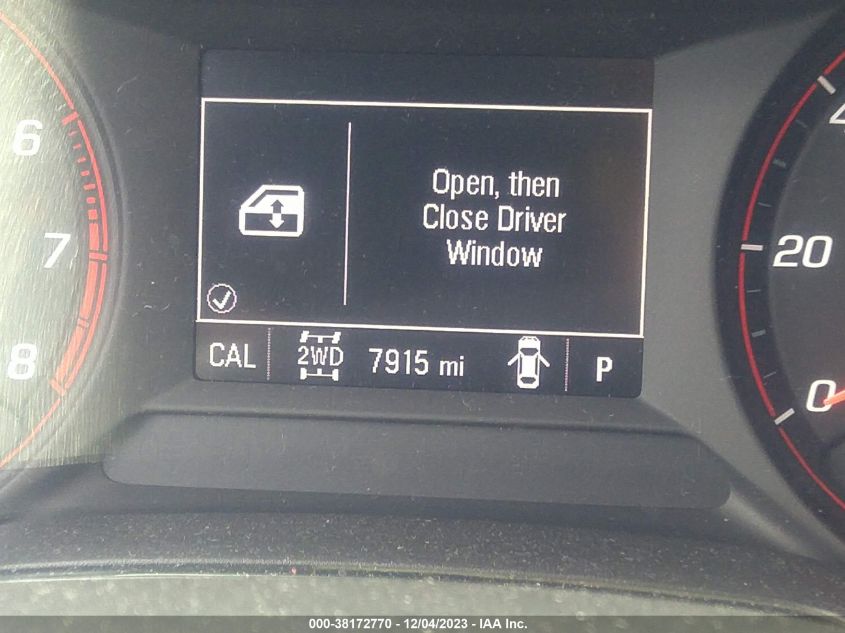 6
7
8
Open, then
Close Driver
Window
CAL 2WD 7915 mi P
20
0
000-38172770 - 12/04/2023 - IAA Inc.